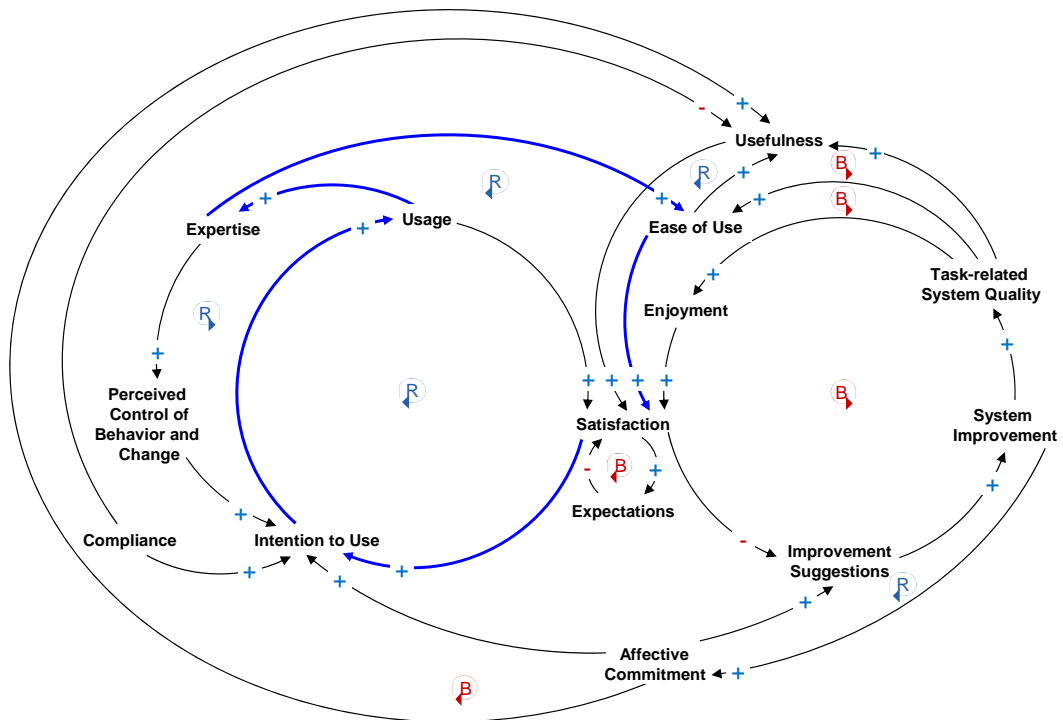 +
-
Usefulness
+
B
R
R
+
+
B
+
+
Usage
Ease of Use
Expertise
+
Task-related
System Quality
+
Enjoyment
R
+
+
Perceived
Control of
Behavior and
Change
R
+
+
+
+
B
Satisfaction
System
Improvement
-
B
+
Expectations
+
+
Compliance
Intention to Use
-
Improvement
Suggestions
+
+
+
R
+
Affective
Commitment
+
B